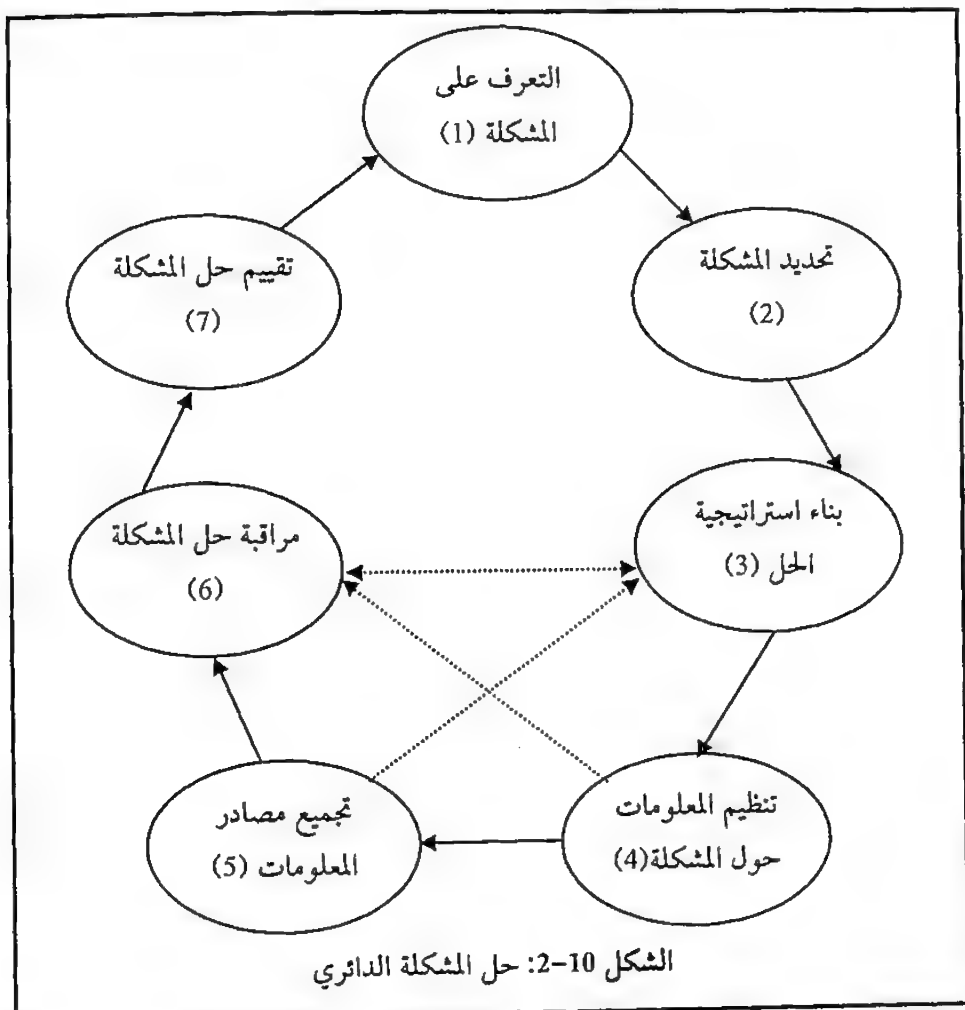 التعرف على
المشكلة (1)
تحديد المشكلة
(2)
بناء استراتيجية
الحل (3)
تنظيم المعلومات
حول المشكلة(4)
تجميع مصادر
المعلومات (5)
مراقبة حل المشكلة
(6)
تقييم حل المشكلة
(7)
الشكل 10-2: حل المشكلة الدائري